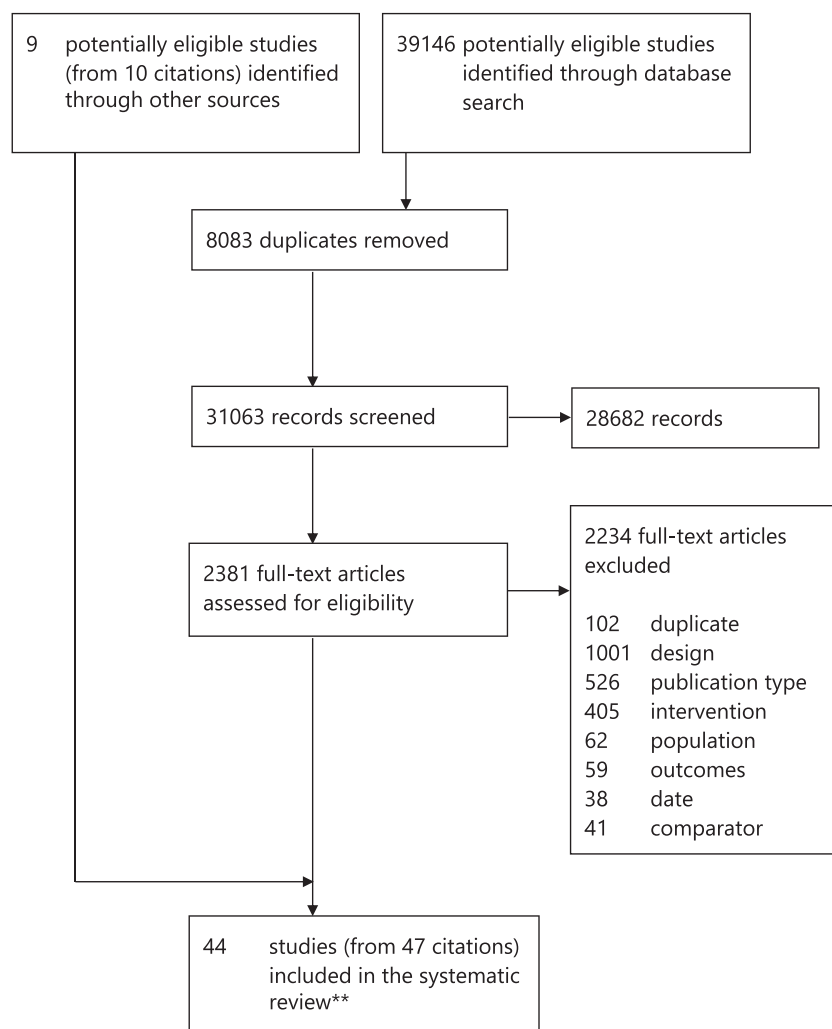 9 potentially eligible studies
(from 10 citations) identified
through other sources
39146 potentially eligible studies
identified through database
search
8083 duplicates removed
31063 records screened
28682 records
2381 full-text articles
assessed for eligibility
2234 full-text articles
excluded
102 duplicate
1001 design
526 publication type
405 intervention
62 population
59 outcomes
38 date
41 comparator
44 studies (from 47 citations)
included in the systematic
review**